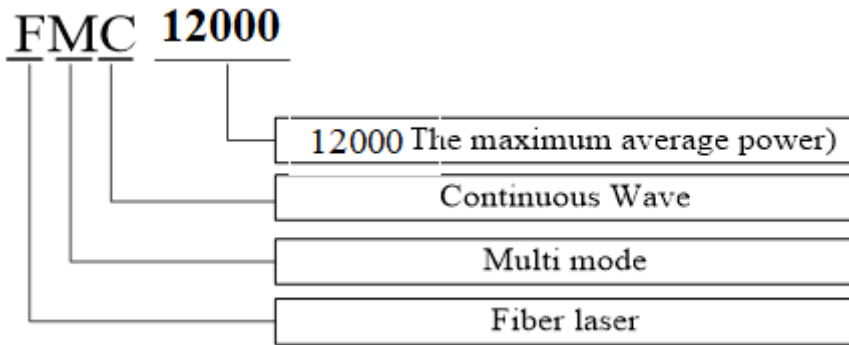 FMC 12000
12000 The maximum average power)
Continuous Wave
Multi mode
Fiber laser